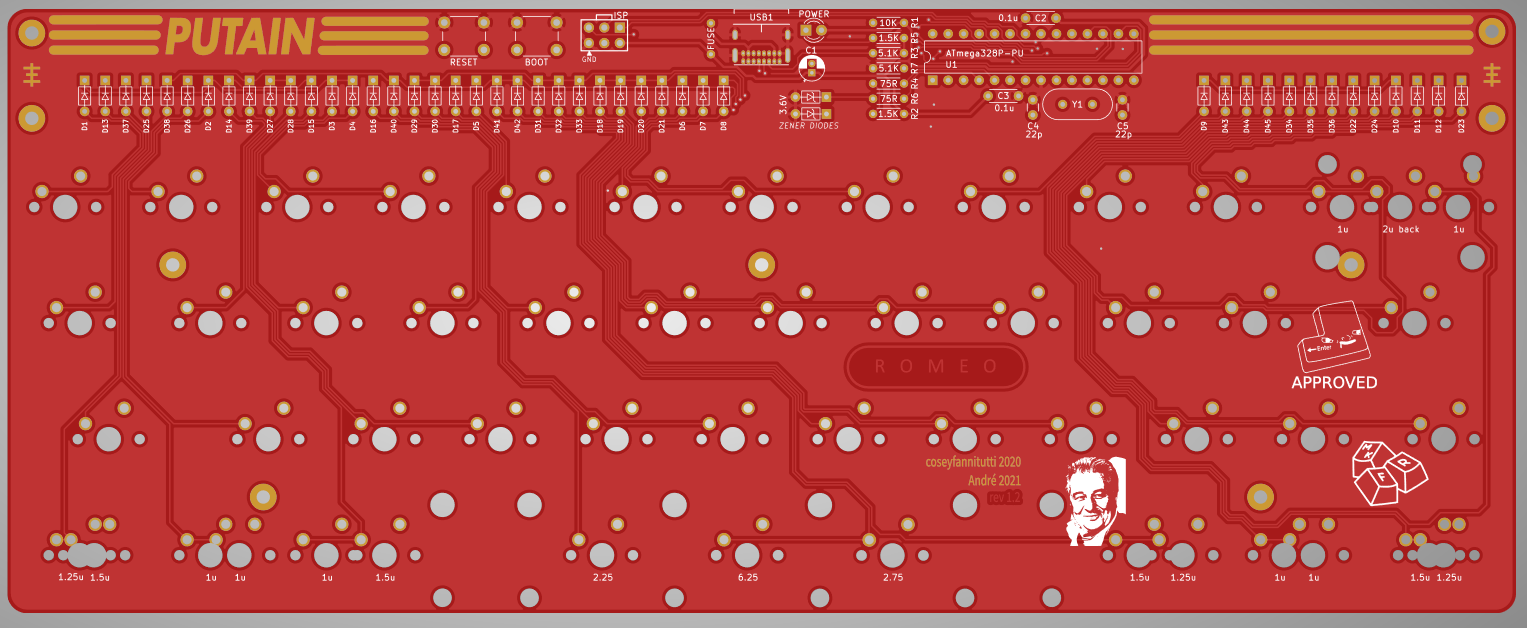 PUTAIN
RESET
BOOT
ISP
GND
FUSE
USB1
POWER
C1
3.6V
ZENER DIODES
10K R1
1.5K R5
5.1K R3
5.1K R7
75R R4
75R R6
1.5K R2
0.1u C2
ATmega328P-PU
U1
C3
0.1u
Y1
C4
22p
C5
22p
D1 D13 D37 D25 D38 D26 D2 D14 D39 D27 D28 D15 D3 D4 D16 D40 D29 D30 D17 D5 D41 D42 D31 D32 D33 D18 D19 D20 D21 D6 D7 D8
D9 D43 D44 D45 D34 D35 D36 D22 D24 D10 D11 D12 D23
1u 2u back 1u
Enter
APPROVED
ROMEO
coseyfannitutti 2020
André 2021
rev 1.2
MK
R
F
1.25u 1.5u 1u 1u 1u 1.5u 2.25 6.25 2.75 1.5u 1.25u 1u 1u 1.5u 1.25u